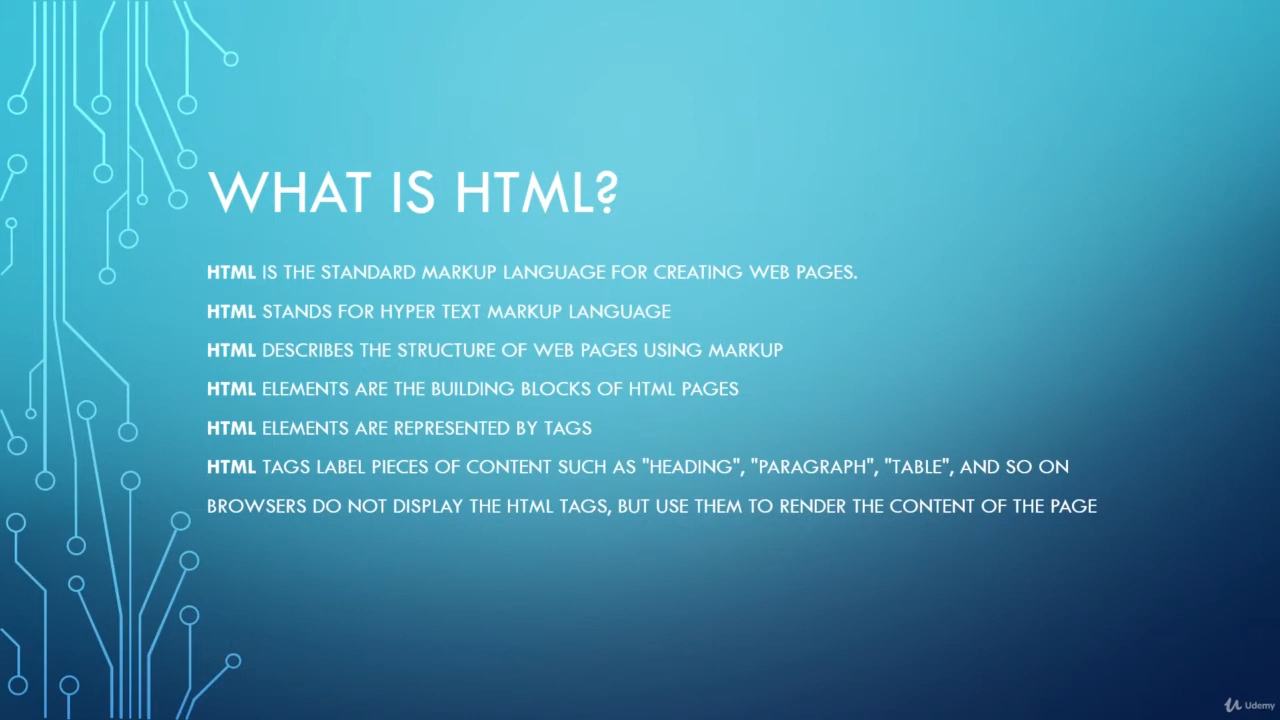 WHAT IS HTML?
HTML IS THE STANDARD MARKUP LANGUAGE FOR CREATING WEB PAGES.
HTML STANDS FOR HYPER TEXT MARKUP LANGUAGE
HTML DESCRIBES THE STRUCTURE OF WEB PAGES USING MARKUP
HTML ELEMENTS ARE THE BUILDING BLOCKS OF HTML PAGES
HTML ELEMENTS ARE REPRESENTED BY TAGS
HTML TAGS LABEL PIECES OF CONTENT SUCH AS "HEADING", "PARAGRAPH", "TABLE", AND SO ON
BROWSERS DO NOT DISPLAY THE HTML TAGS, BUT USE THEM TO RENDER THE CONTENT OF THE PAGE
Udemy